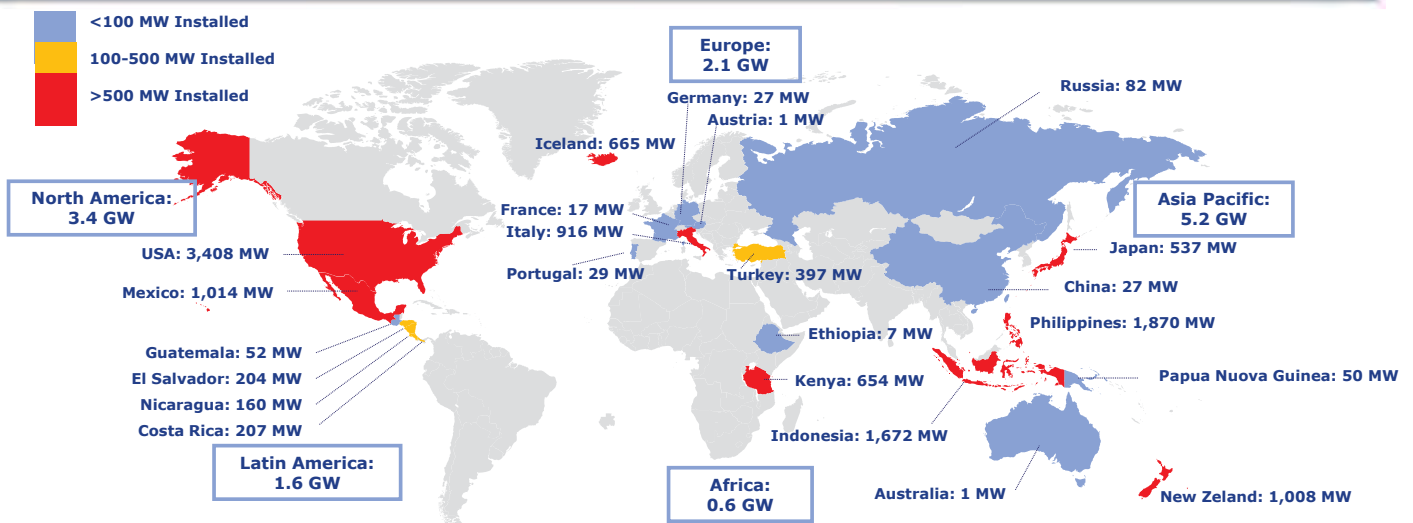 <100 MW Installed
100-500 MW Installed
>500 MW Installed
Europe:
2.1 GW
Germany: 27 MW
Austria: 1 MW
Russia: 82 MW
Iceland: 665 MW
North America:
3.4 GW
Asia Pacific:
5.2 GW
France: 17 MW
Italy: 916 MW
USA: 3,408 MW
Japan: 537 MW
Portugal: 29 MW
Turkey: 397 MW
Mexico: 1,014 MW
China: 27 MW
Philippines: 1,870 MW
Ethiopia: 7 MW
Guatemala: 52 MW
El Salvador: 204 MW
Kenya: 654 MW
Papua Nuova Guinea: 50 MW
Nicaragua: 160 MW
Costa Rica: 207 MW
Indonesia: 1,672 MW
Latin America:
1.6 GW
Africa:
0.6 GW
Australia: 1 MW
New Zeland: 1,008 MW